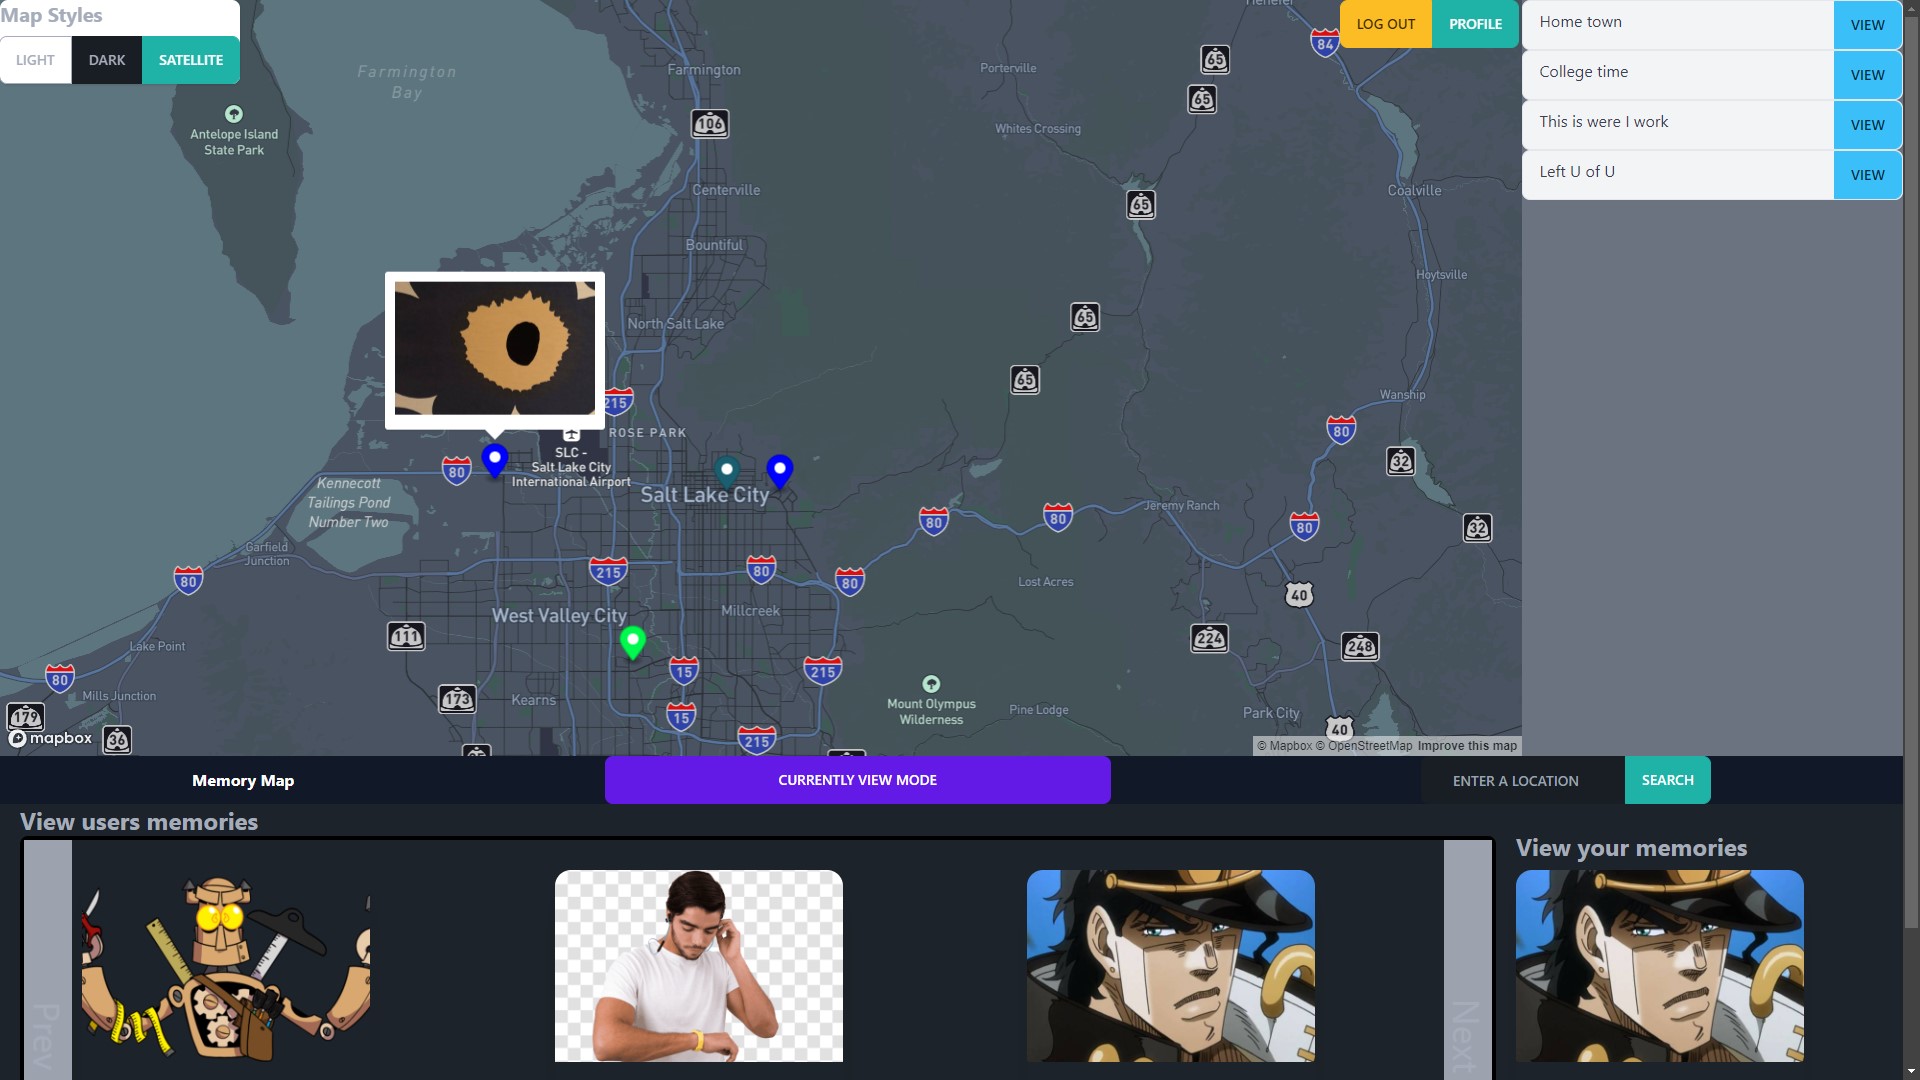 Map Styles
LIGHT
DARK
SATELLITE
LOG OUT
PROFILE
Home town
VIEW
College time
VIEW
This is were I work
VIEW
Left U of U
VIEW
84
65
65
Farmington
Bay
Farmington
Porterville
Antelope Island
State Park
106
Whites Crossing
Centerville
65
Coalville
Bountiful
Hoytsville
North Salt Lake
65
65
Wanship
215
ROSE PARK
80
SLC -
Salt Lake City
International Airport
80
32
Kennecott
Tailings Pond
Number Two
Salt Lake City
80
80
Jeremy Ranch
80
32
Garfield
Junction
80
215
80
80
Lost Acres
40
West Valley City
Millcreek
111
224
248
Lake Point
80
15
215
Mills Junction
173
Kearns
Mount Olympus
Wilderness
Pine Lodge
Park City
179
15
40
mapbox
36
215
© Mapbox © OpenStreetMap Improve this map
Memory Map
CURRENTLY VIEW MODE
ENTER A LOCATION
SEARCH
View users memories
View your memories
Prev
Next